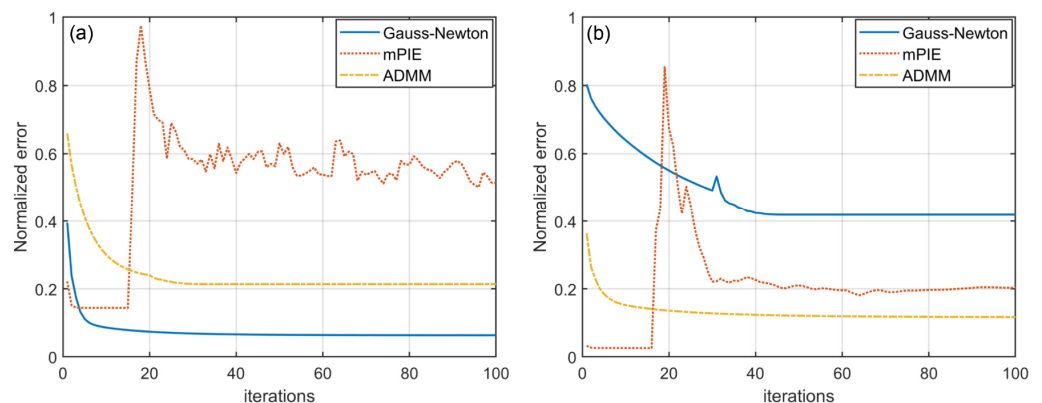 (a)
Gauss-Newton
mPIE
ADMM
Normalized error
1
0.8
0.6
0.4
0.2
0
0 20 40 60 80 100
iterations
(b)
Gauss-Newton
mPIE
ADMM
Normalized error
1
0.8
0.6
0.4
0.2
0
0 20 40 60 80 100
iterations